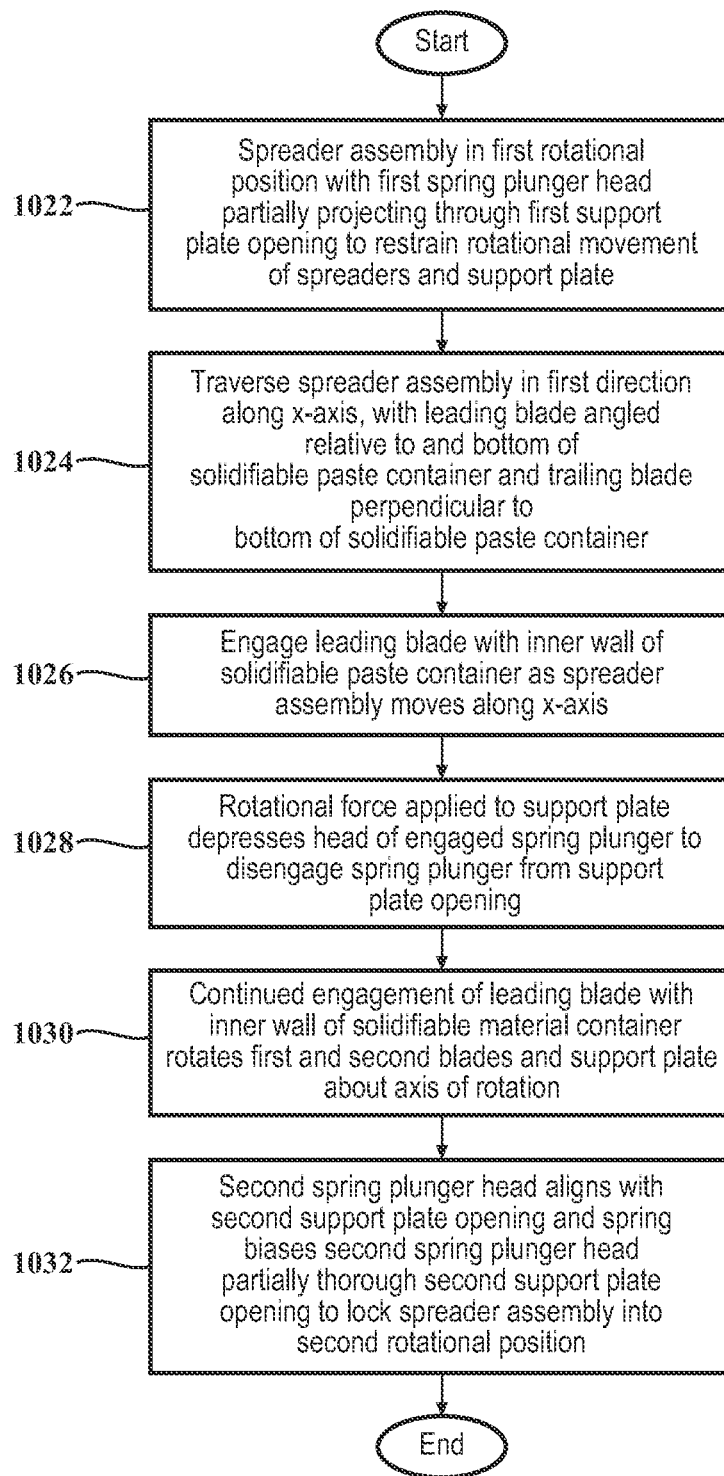 Start
1022
Spreader assembly in first rotational
position with first spring plunger head
partially projecting through first support
plate opening to restrain rotational movement
of spreaders and support plate
1024
Traverse spreader assembly in first direction
along x-axis, with leading blade angled
relative to and bottom of
solidifiable paste container and trailing blade
perpendicular to
bottom of solidifiable paste container
1026
Engage leading blade with inner wall of
solidifiable paste container as spreader
assembly moves along x-axis
1028
Rotational force applied to support plate
depresses head of engaged spring plunger to
disengage spring plunger from support
plate opening
1030
Continued engagement of leading blade with
inner wall of solidifiable material container
rotates first and second blades and support plate
about axis of rotation
1032
Second spring plunger head aligns with
second support plate opening and spring
biases second spring plunger head
partially thorough second support plate
opening to lock spreader assembly into
second rotational position
End